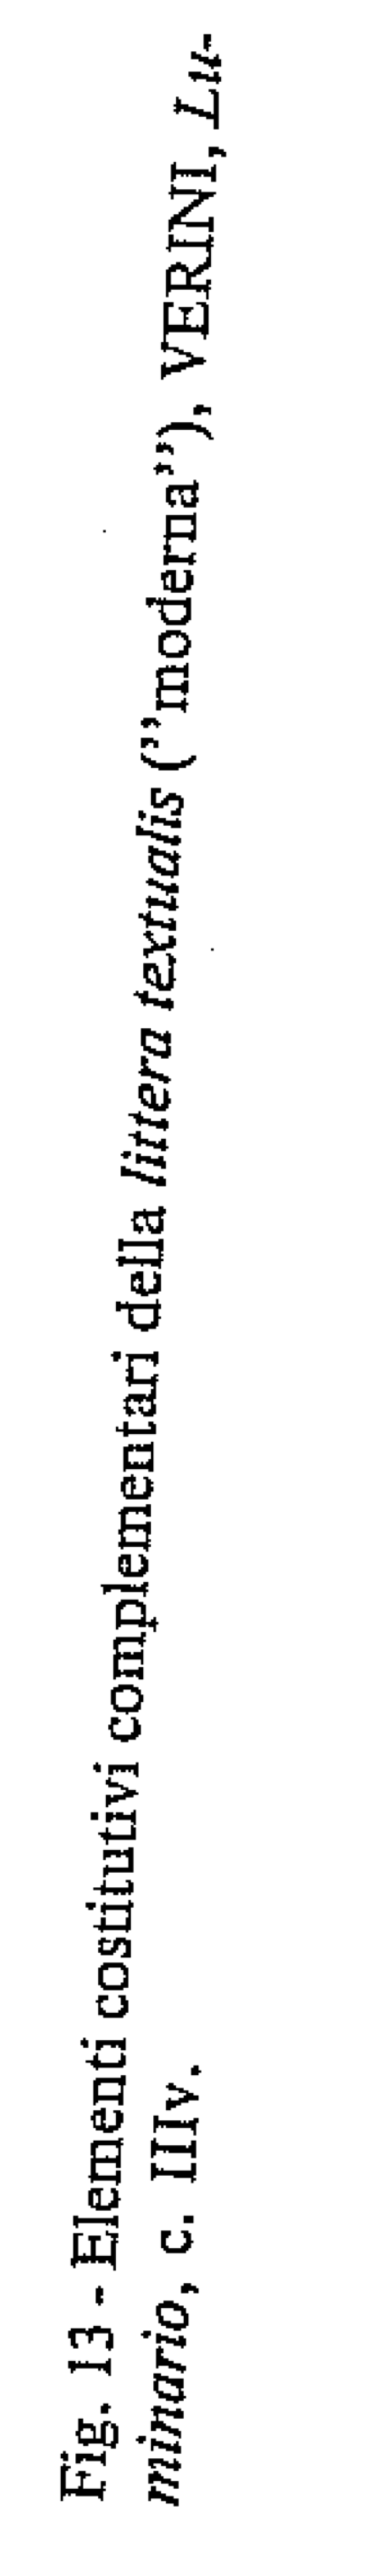 Fig. 13 - Elementi costitutivi complementari della littera textualis (’’moderna’’), VERINI, Lu-
minario, c. IIIv.